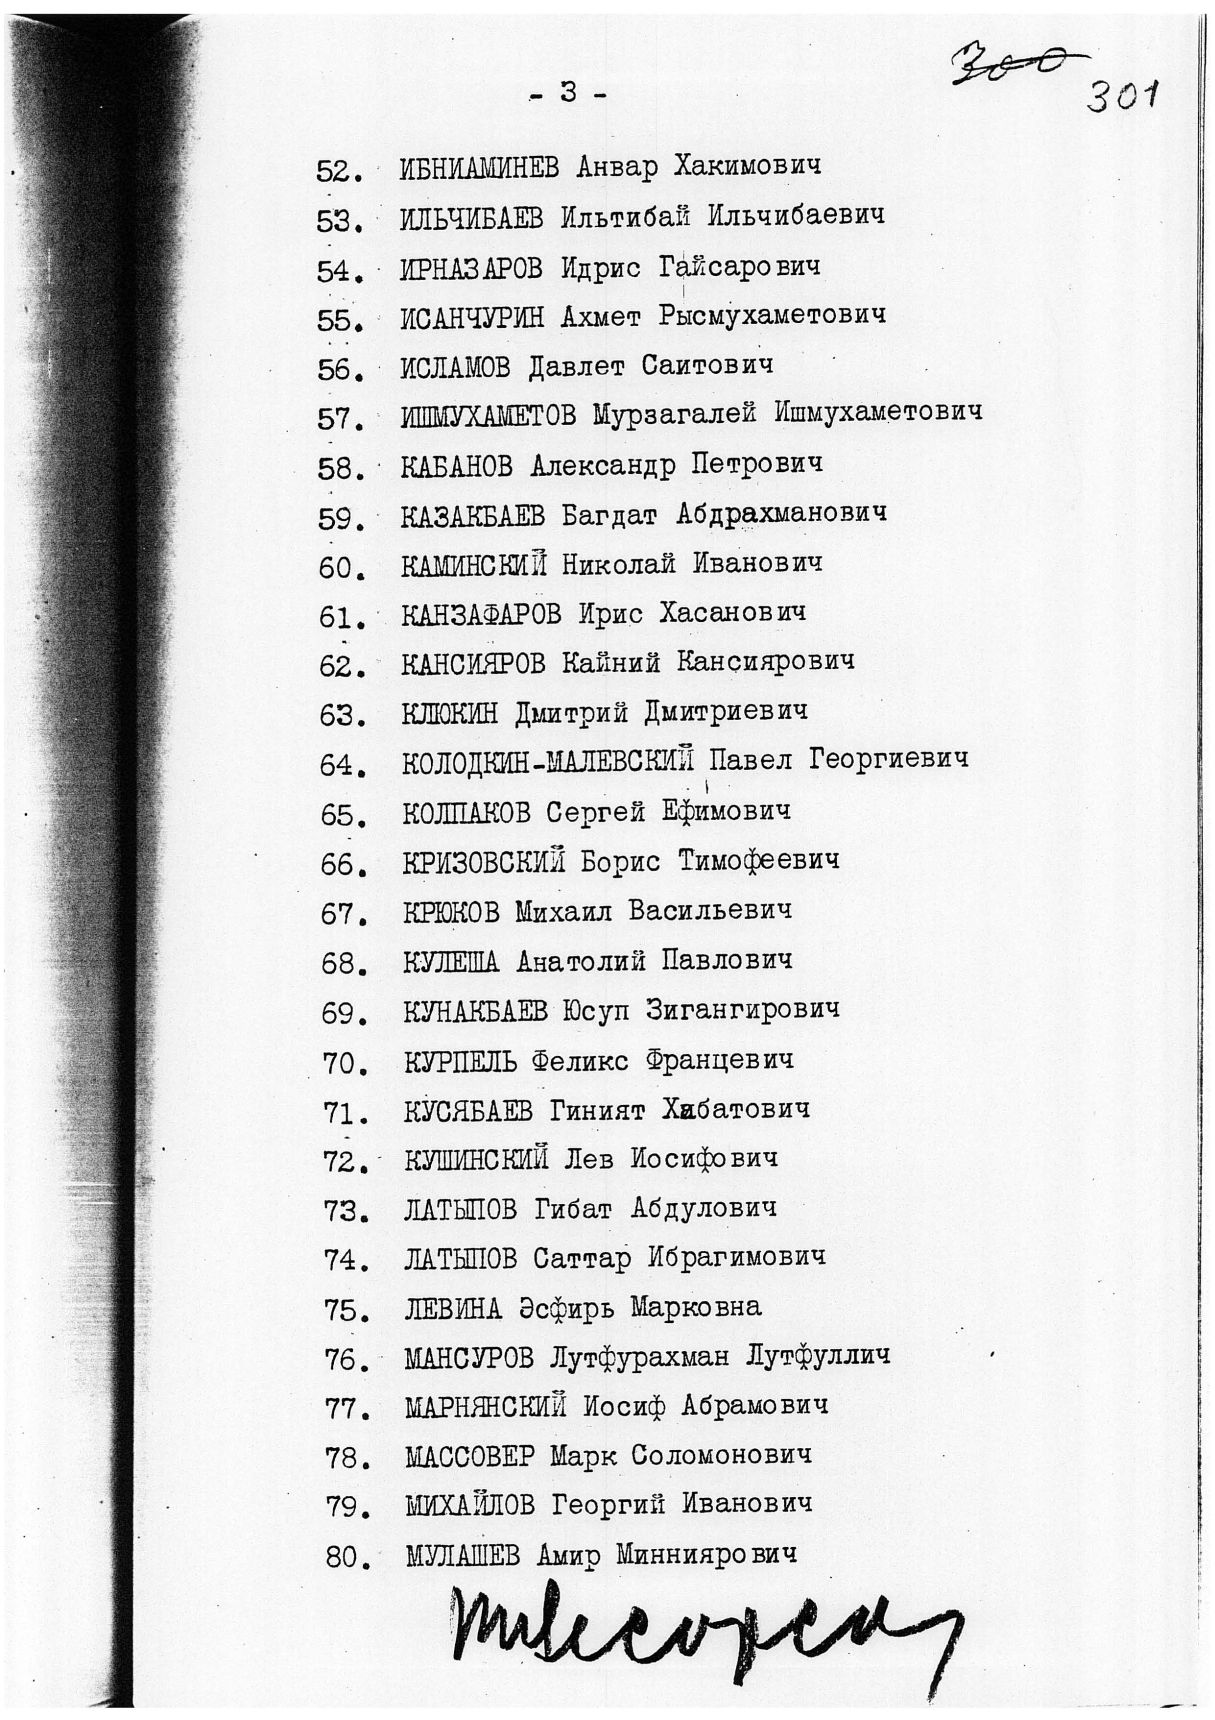 300
- 3 -
301
52. ИБНИАМИНЕВ Анвар Хакимович
53. ИЛЬЧИБАЕВ Ильтибай Ильчибаевич
54. ИРНАЗАРОВ Идрис Гайсарович
55. ИСАНЧУРИН Ахмет Рысмухаметович
56. ИСЛАМОВ Давлет Саитович
57. ИШМУХАМЕТОВ Мурзагалей Ишмухаметович
58. КАБАНОВ Александр Петрович
59. КАЗАКБАЕВ Багдат Абдрахманович
60. КАМИНСКИЙ Николай Иванович
61. КАНЗАФАРОВ Ирис Хасанович
62. КАНСИЯРОВ Кайний Кансиярович
63. КЛЮКИН Дмитрий Дмитриевич
64. КОЛОДКИН-МАЛЕВСКИЙ Павел Георгиевич
65. КОЛПАКОВ Сергей Ефимович
66. КРИЗОВСКИЙ Борис Тимофеевич
67. КРЮКОВ Михаил Васильевич
68. КУЛЕША Анатолий Павлович
69. КУНАКБАЕВ Юсуп Зигангирович
70. КУРПЕЛЬ Феликс Францевич
71. КУСЯБАЕВ Гиният Хабатович
72. КУШИНСКИЙ Лев Иосифович
73. ЛАТЫПОВ Гибат Абдулович
74. ЛАТЫПОВ Саттар Ибрагимович
75. ЛЕВИНА Эсфирь Марковна
76. МАНСУРОВ Лутфурахман Лутфуллич
77. МАРНЯНСКИЙ Иосиф Абрамович
78. МАССОВЕР Марк Соломонович
79. МИХАЙЛОВ Георгий Иванович
80. МУЛАШЕВ Амир Минниярович